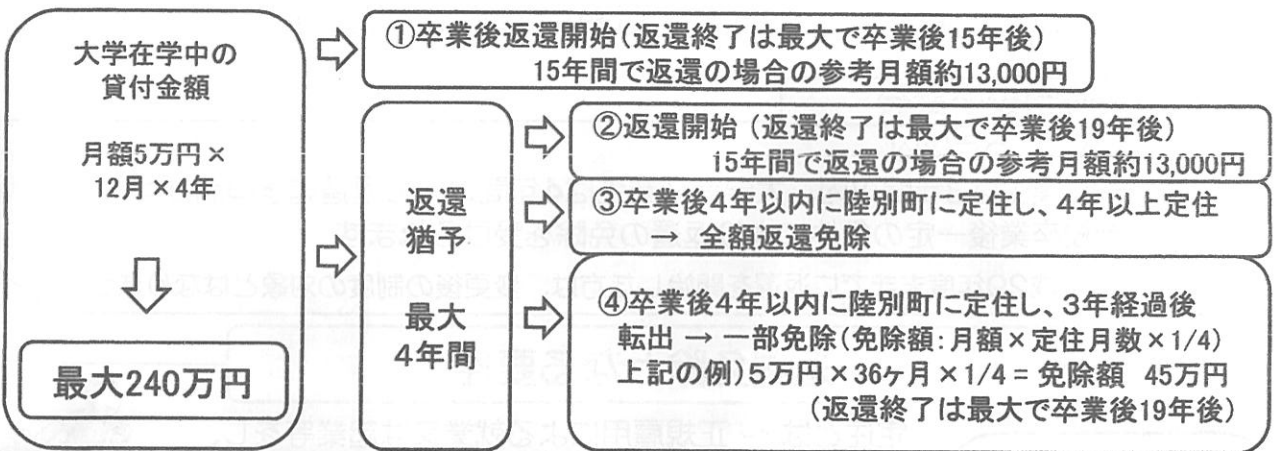 大学在学中の
貸付金額
月額5万円×
12月×4年
最大240万円
①卒業後返還開始(返還終了は最大で卒業後15年後)
15年間で返還の場合の参考月額約13,000円
返還
猶予
最大
4年間
②返還開始(返還終了は最大で卒業後19年後)
15年間で返還の場合の参考月額約13,000円
③卒業後4年以内に陸別町に定住し、4年以上定住
→ 全額返還免除
④卒業後4年以内に陸別町に定住し、3年経過後
転出 → 一部免除(免除額:月額×定住月数×1/4)
上記の例)5万円×36ヶ月×1/4= 免除額 45万円
(返還終了は最大で卒業後19年後)